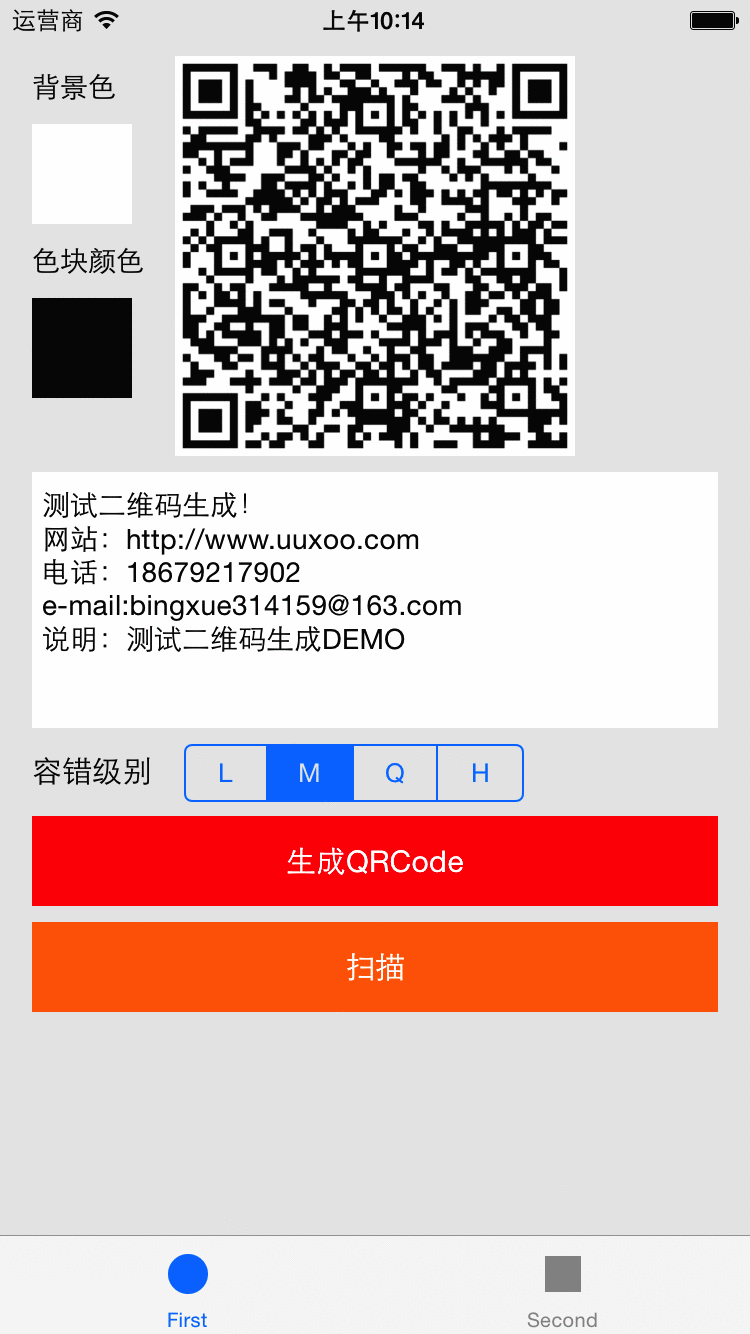 运营商 上午10:14
背景色
色块颜色
测试二维码生成！
网站：http://www.uuxoo.com
电话：18679217902
e-mail:bingxue314159@163.com
说明：测试二维码生成DEMO
容错级别 L M Q H
生成QRCode
扫描
First Second